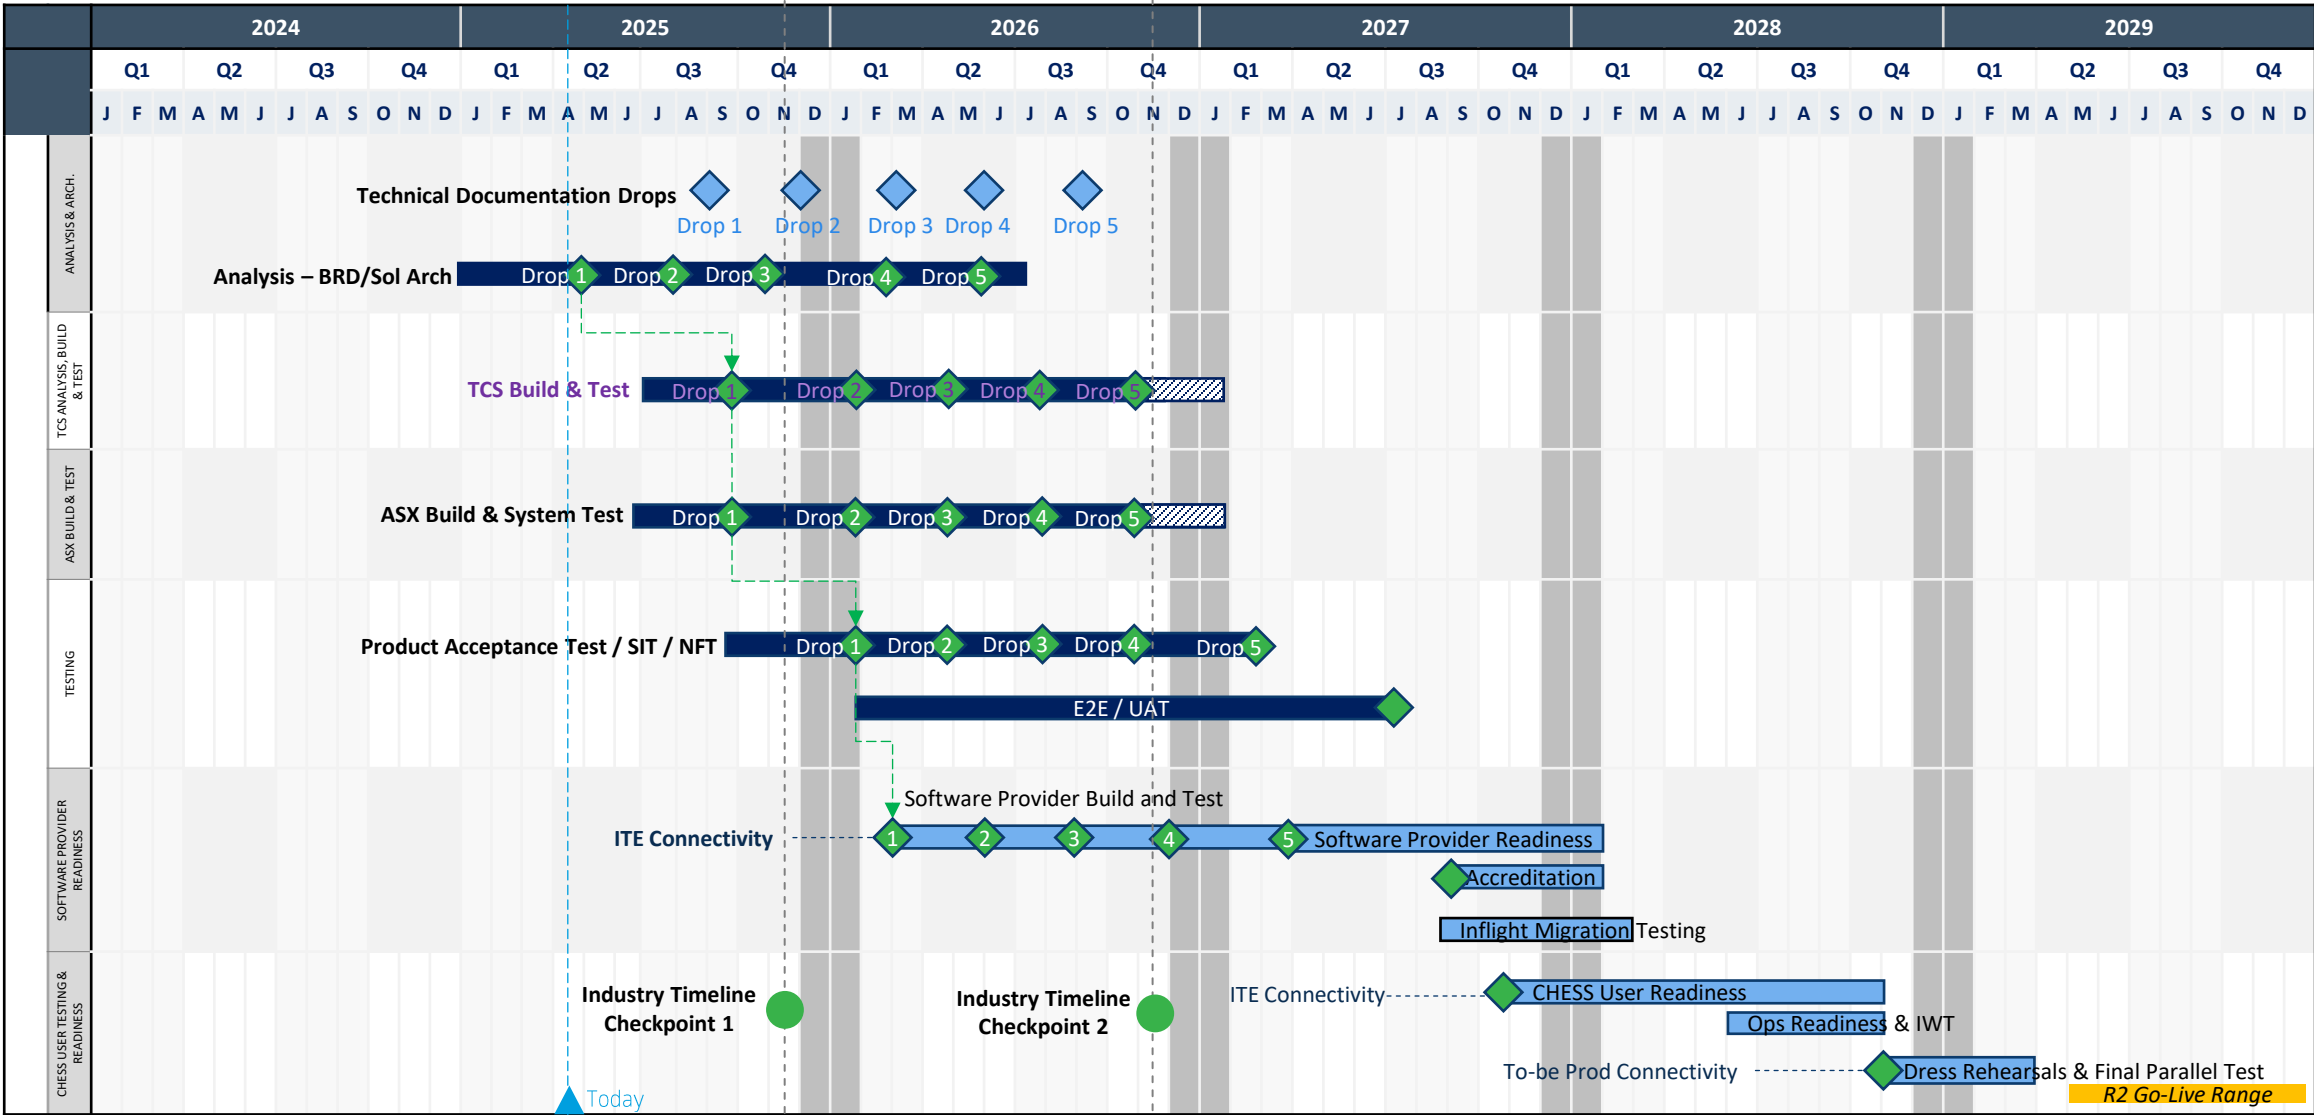 2024 2025 2026 2027 2028 2029
Q1 Q2 Q3 Q4 Q1 Q2 Q3 Q4 Q1 Q2 Q3 Q4 Q1 Q2 Q3 Q4 Q1 Q2 Q3 Q4 Q1 Q2 Q3 Q4
J F M A M J J A S O N D J F M A M J J A S O N D J F M A M J J A S O N D J F M A M J J A S O N D J F M A M J J A S O N D J F M A M J J A S O N D
ANALYSIS & ARCH.
Technical Documentation Drops
Drop 1 Drop 2 Drop 3 Drop 4 Drop 5
Analysis – BRD/Sol Arch Drop 1 Drop 2 Drop 3 Drop 4 Drop 5
TCS ANALYSIS, BUILD
& TEST
TCS Build & Test Drop 1 Drop 2 Drop 3 Drop 4 Drop 5
ASX BUILD & TEST
ASX Build & System Test Drop 1 Drop 2 Drop 3 Drop 4 Drop 5
TESTING
Product Acceptance Test / SIT / NFT Drop 1 Drop 2 Drop 3 Drop 4 Drop 5
E2E / UAT
SOFTWARE PROVIDER
READINESS
Software Provider Build and Test
ITE Connectivity 1 2 3 4 5 Software Provider Readiness
Accreditation
Inflight Migration Testing
CHESS USER TESTING &
READINESS
Industry Timeline
Checkpoint 1
Industry Timeline
Checkpoint 2
ITE Connectivity CHESS User Readiness
Ops Readiness & IWT
To-be Prod Connectivity Dress Rehearsals & Final Parallel Test
R2 Go-Live Range
Today